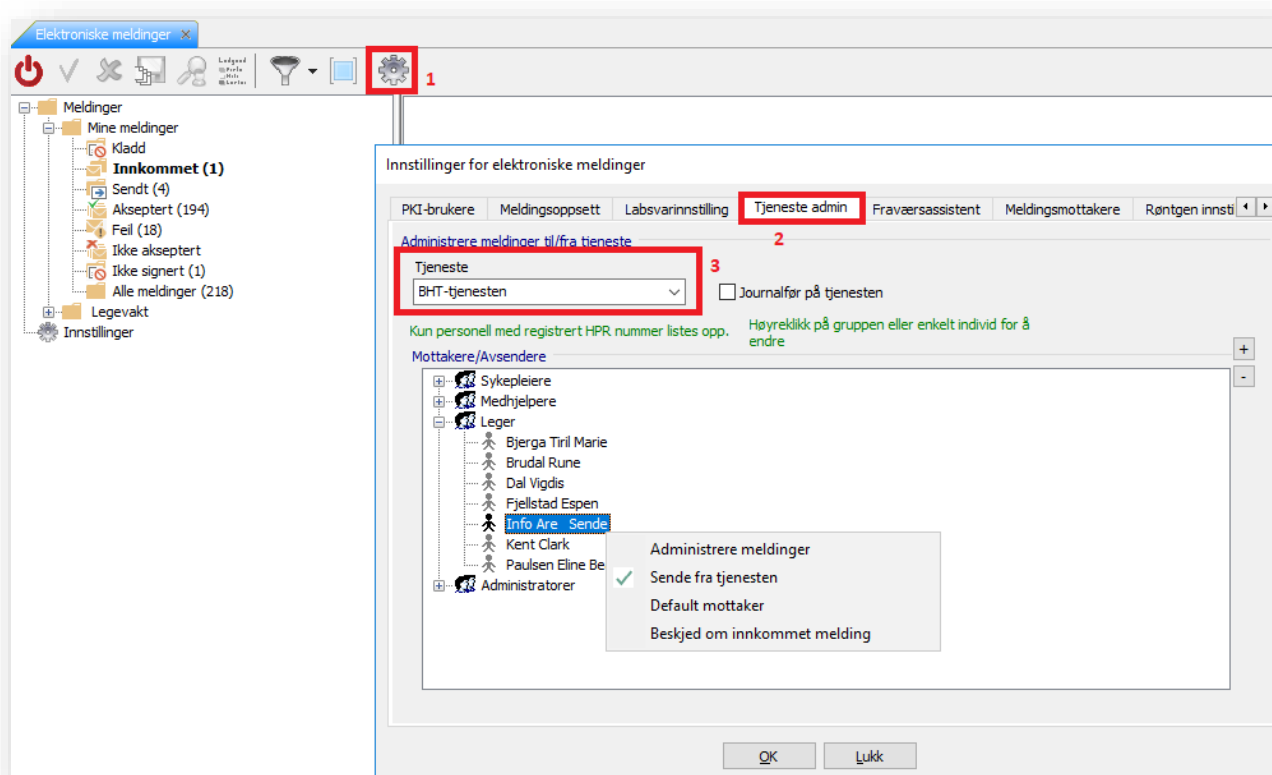 Elektroniske meldinger
1
Meldinger
Mine meldinger
Kladd
Innkommet (1)
Sendt (4)
Akseptert (194)
Feil (18)
Ikke akseptert
Ikke signert (1)
Alle meldinger (218)
Legevakt
Innstillinger
Innstillinger for elektroniske meldinger
PKI-brukere Meldingsoppsett Labsvarinnstilling Tjeneste admin Fraværsassistent Meldingsmottakere Røntgen innsti
2
Administrere meldinger til/fra tjeneste
Tjeneste
3
BHT-tjenesten
Journalfør på tjenesten
Kun personell med registrert HPR nummer listes opp.
Høyreklikk på gruppen eller enkelt individ for å
endre
Mottakere/Avsendere
+
-
Sykepleiere
Medhjelpere
Leger
Bjerga Tiril Marie
Brudal Rune
Dal Vigdis
Fjellstad Espen
Info Are Sende
Kent Clark
Paulsen Eline Be
Administratorer
Administrere meldinger
Sende fra tjenesten
Default mottaker
Beskjed om innkommet melding
OK Lukk